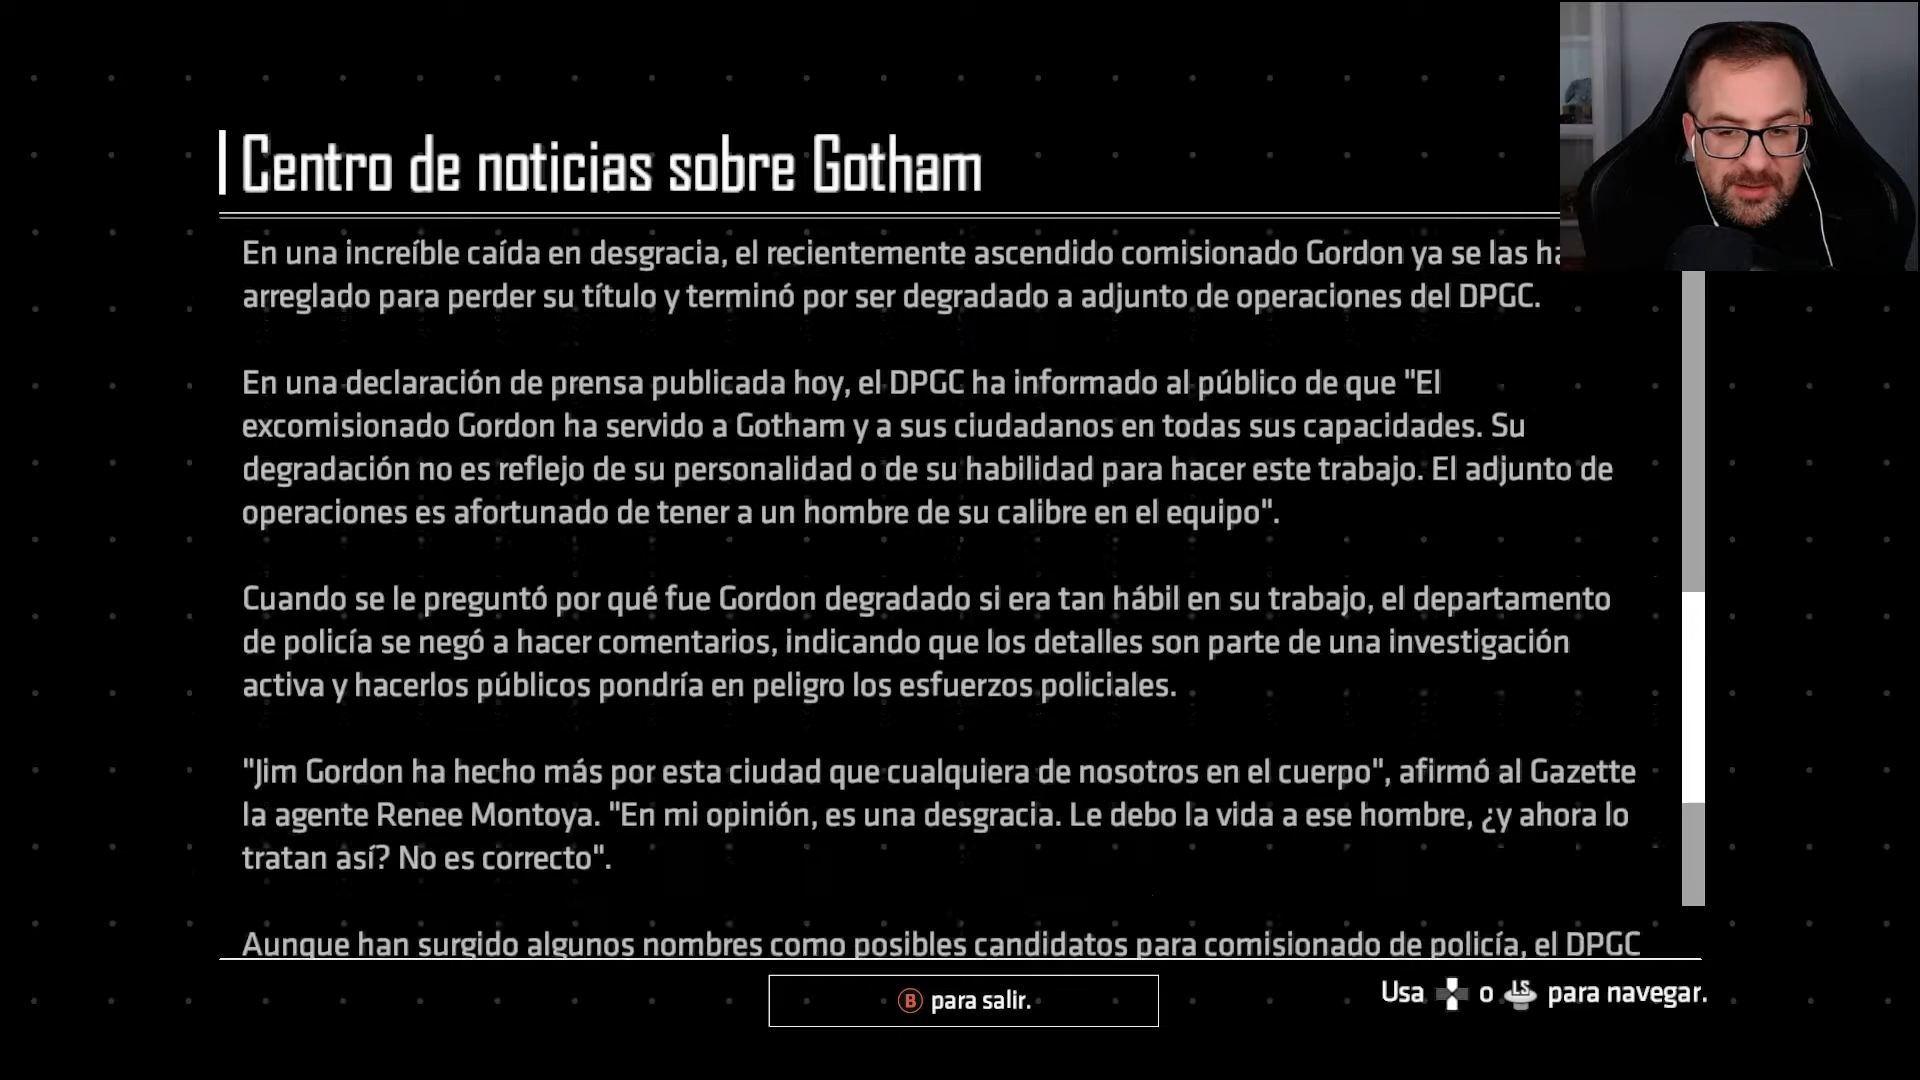 Centro de noticias sobre Gotham
En una increíble caída en desgracia, el recientemente ascendido comisionado Gordon ya se las
arreglado para perder su título y terminó por ser degradado a adjunto de operaciones del DPGC.
En una declaración de prensa publicada hoy, el DPGC ha informado al público de que "El
excomisionado Gordon ha servido a Gotham y a sus ciudadanos en todas sus capacidades. Su
degradación no es reflejo de su personalidad o de su habilidad para hacer este trabajo. El adjunto de
operaciones es afortunado de tener a un hombre de su calibre en el equipo".
Cuando se le preguntó por qué fue Gordon degradado si era tan hábil en su trabajo, el departamento
de policía se negó a hacer comentarios, indicando que los detalles son parte de una investigación
activa y hacerlos públicos pondría en peligro los esfuerzos policiales.
"Jim Gordon ha hecho más por esta ciudad que cualquiera de nosotros en el cuerpo", afirmó al Gazette
la agente Renee Montoya. "En mi opinión, es una desgracia. Le debo la vida a ese hombre, ¿y ahora lo
tratan así? No es correcto".
Aunque han surgido algunos nombres como posibles candidatos para comisionado de policía, el DPGC
B para salir.
Usa o LS para navegar.